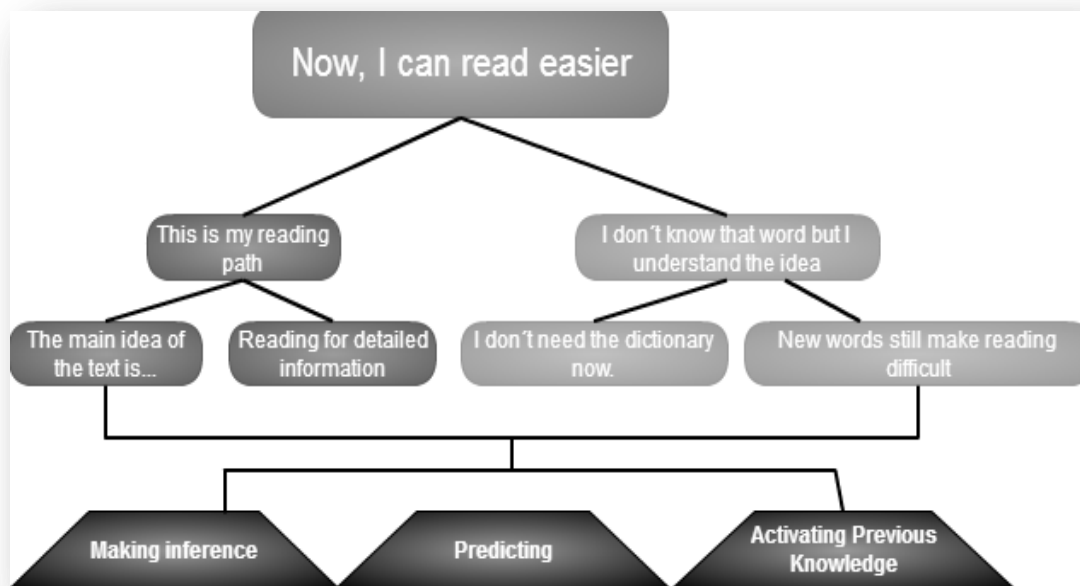 Now, I can read easier
This is my reading
path
I don´t know that word but I
understand the idea
The main idea of
the text is...
Reading for detailed
information
I don´t need the dictionary
now.
New words still make reading
difficult
Making inference
Predicting
Activating Previous
Knowledge